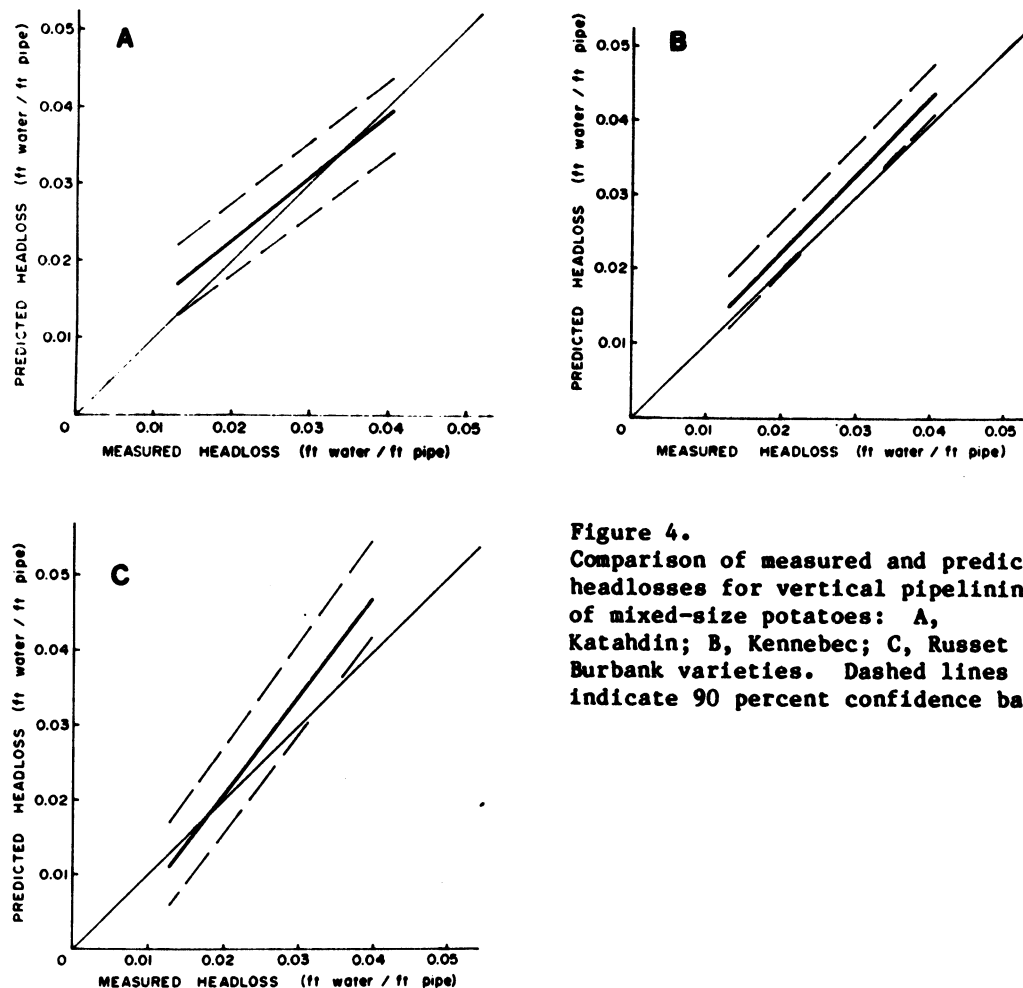 A
PREDICTED HEADLOSS (ft water / ft pipe)
0.05
0.04
0.03
0.02
0.01
0
0.01 0.02 0.03 0.04 0.05
MEASURED HEADLOSS (ft water / ft pipe)
B
PREDICTED HEADLOSS (ft water / ft pipe)
0.05
0.04
0.03
0.02
0.01
0
0.01 0.02 0.03 0.04 0.05
MEASURED HEADLOSS (ft water / ft pipe)
C
PREDICTED HEADLOSS (ft water / ft pipe)
0.05
0.04
0.03
0.02
0.01
0
0.01 0.02 0.03 0.04 0.05
MEASURED HEADLOSS (ft water / ft pipe)
Figure 4.
Comparison of measured and predic
headlosses for vertical pipelinin
of mixed-size potatoes: A,
Katahdin; B, Kennebec; C, Russet
Burbank varieties. Dashed lines
indicate 90 percent confidence ba